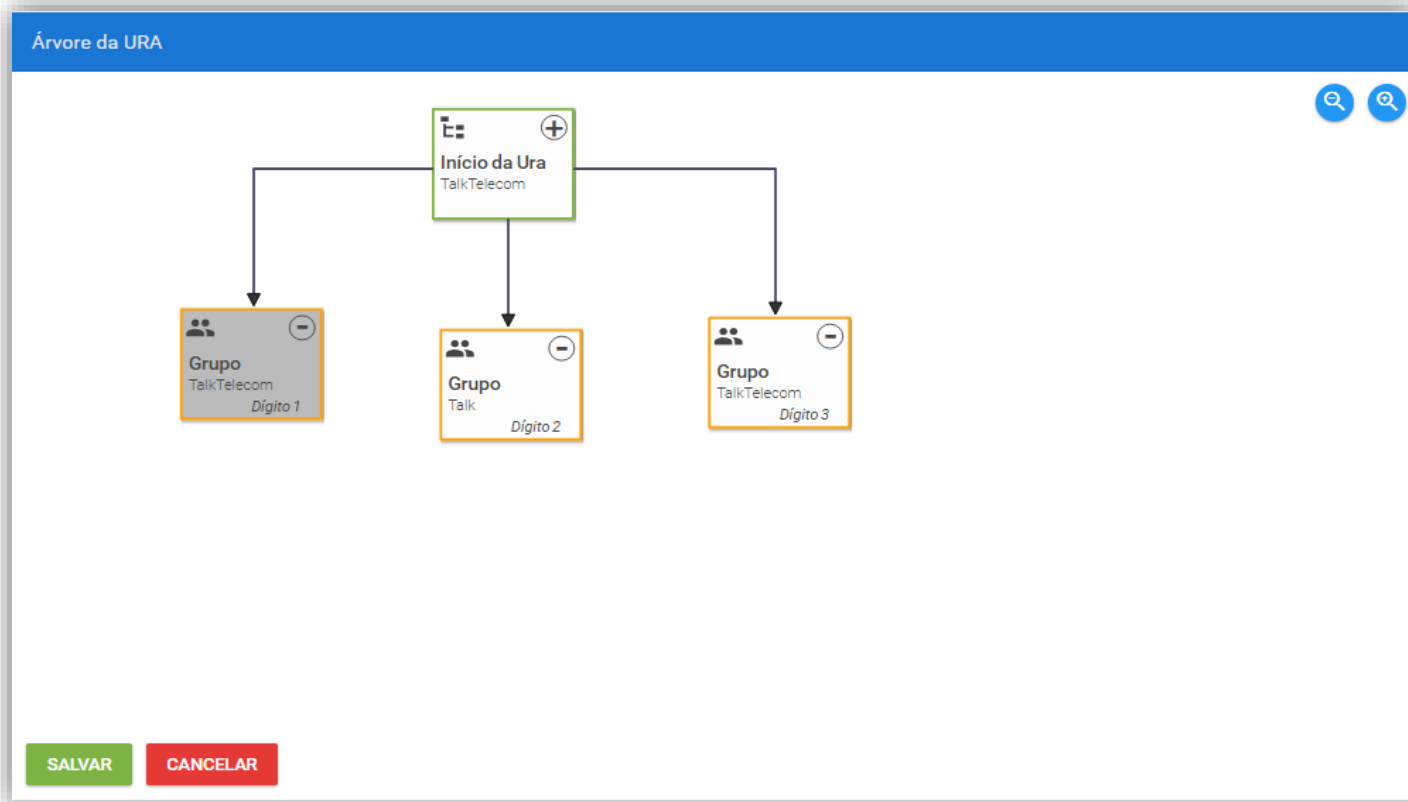 Árvore da URA
Início da Ura
TalkTelecom
Grupo
TalkTelecom
Dígito 1
Grupo
Talk
Dígito 2
Grupo
TalkTelecom
Dígito 3
SALVAR
CANCELAR